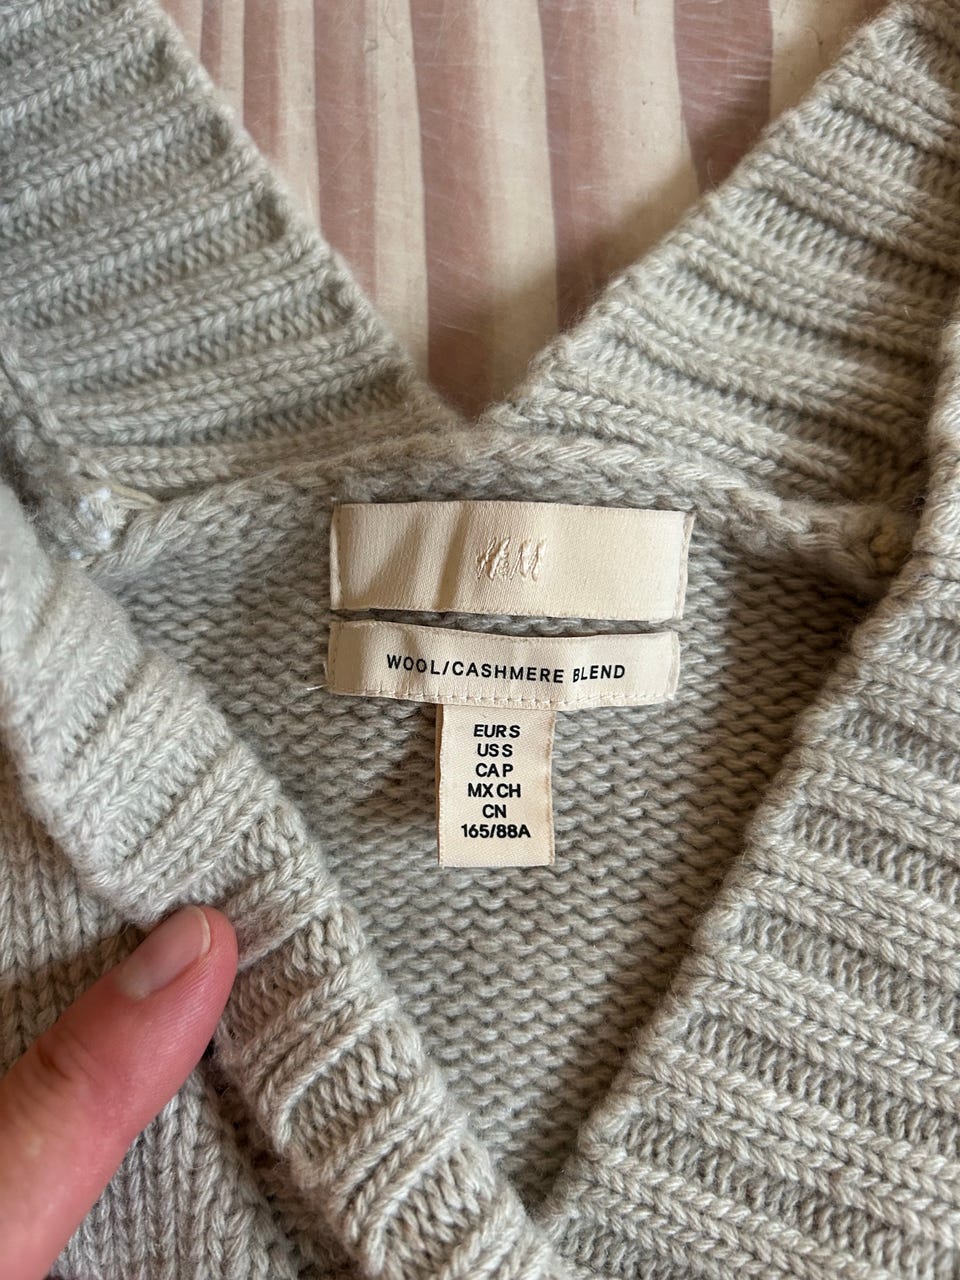 H&M
WOOL/CASHMERE BLEND
EUR S
US S
CA P
MX CH
CN
165/88A